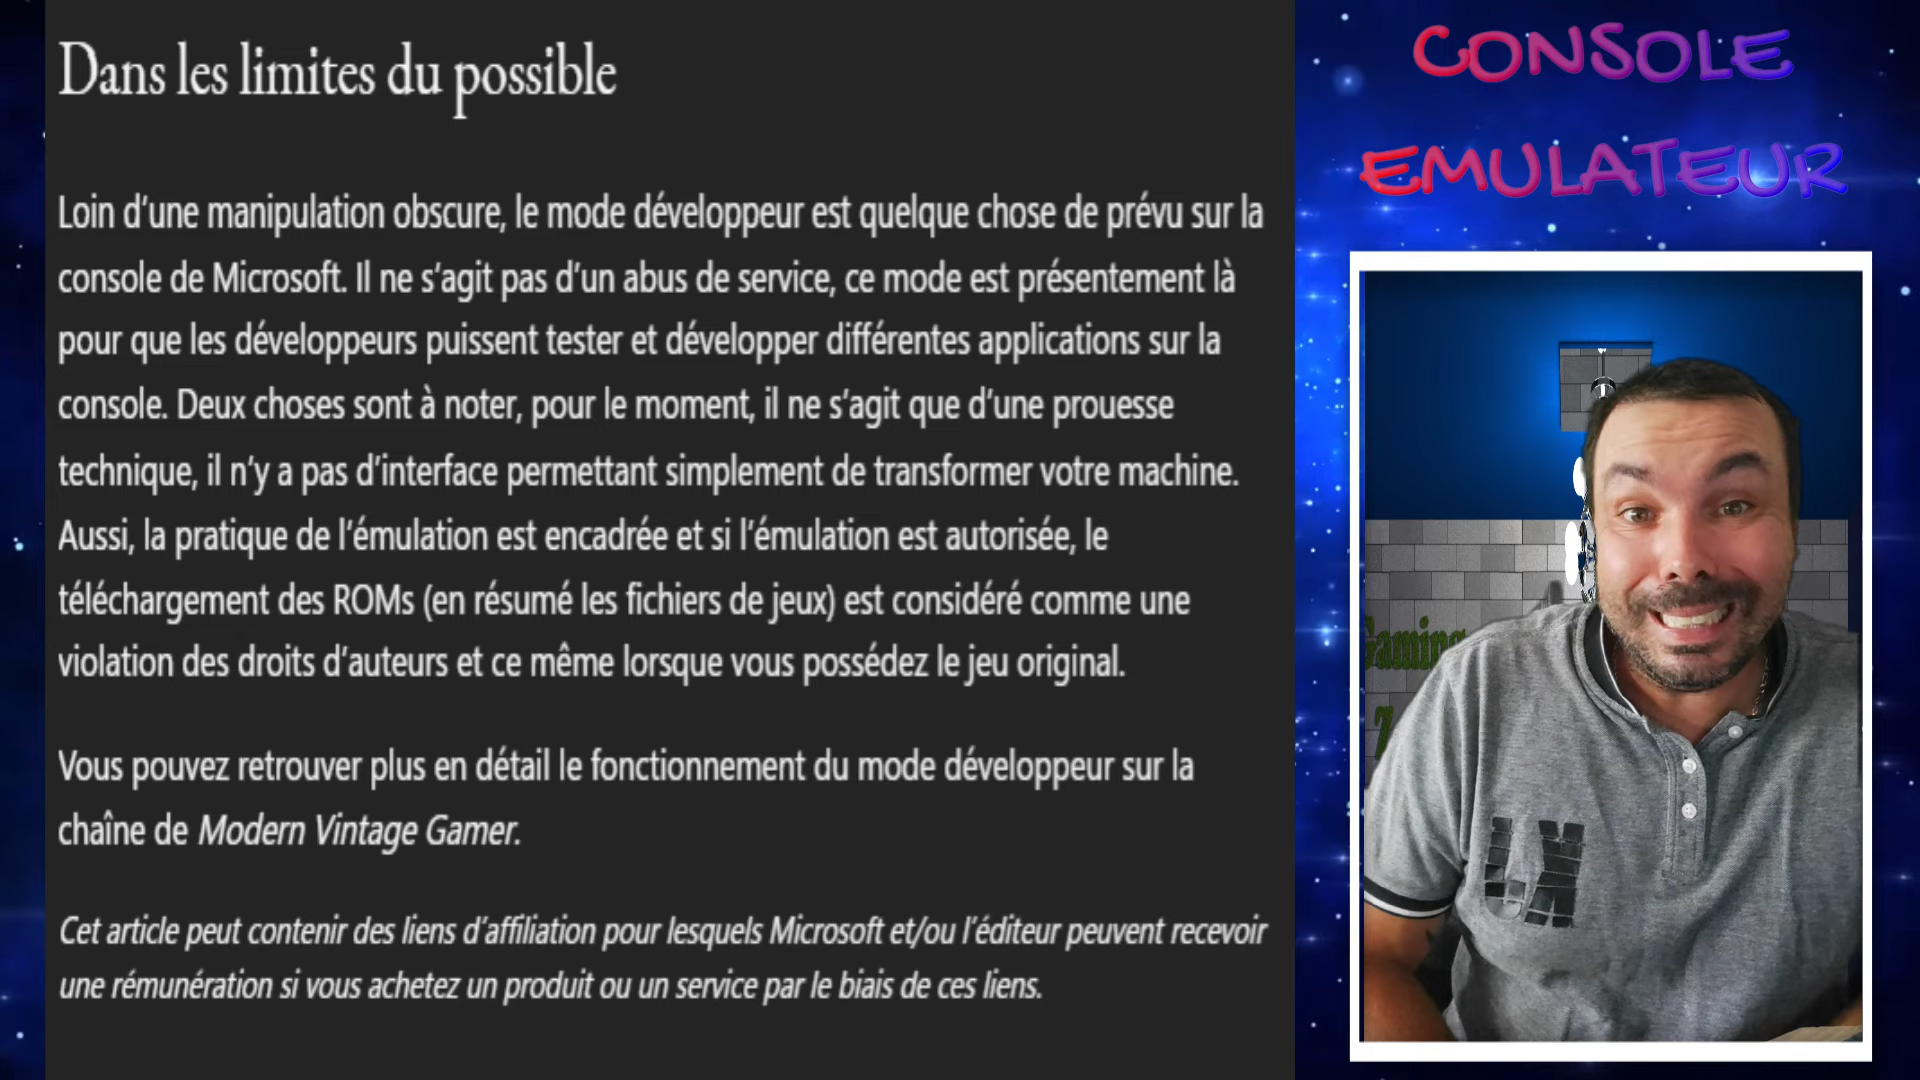 Dans les limites du possible
Loin d’une manipulation obscure, le mode développeur est quelque chose de prévu sur la
console de Microsoft. Il ne s’agit pas d’un abus de service, ce mode est présentement là
pour que les développeurs puissent tester et développer différentes applications sur la
console. Deux choses sont à noter, pour le moment, il ne s’agit que d’une prouesse
technique, il n’y a pas d’interface permettant simplement de transformer votre machine.
Aussi, la pratique de l’émulation est encadrée et si l’émulation est autorisée, le
téléchargement des ROMs (en résumé les fichiers de jeux) est considéré comme une
violation des droits d’auteurs et ce même lorsque vous possédez le jeu original.
Vous pouvez retrouver plus en détail le fonctionnement du mode développeur sur la
chaîne de Modern Vintage Gamer.
Cet article peut contenir des liens d’affiliation pour lesquels Microsoft et/ou l’éditeur peuvent recevoir
une rémunération si vous achetez un produit ou un service par le biais de ces liens.
CONSOLE
EMULATEUR
Gaming